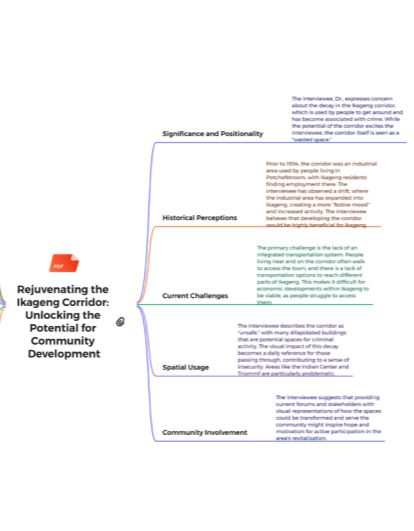 PDF
Rejuvenating the
Ikageng Corridor:
Unlocking the
Potential for
Community
Development
Significance and Positionality
The interviewee, Dr., expresses concern
about the decay in the Ikageng corridor,
which is used by people to get around and
has become associated with crime. While
the potential of the corridor excites the
interviewee, the corridor itself is seen as a
"wasted space."
Historical Perceptions
Prior to 1994, the corridor was an industrial
area used by people living in
Potchefstroom, with Ikageng residents
finding employment there. The
interviewee has observed a shift, where
the industrial area has expanded into
Ikageng, creating a more "festive mood"
and increased activity. The interviewee
believes that developing the corridor
would be highly beneficial for Ikageng.
Current Challenges
The primary challenge is the lack of an
integrated transportation system. People
living near and on the corridor often walk
to access the town, and there is a lack of
transportation options to reach different
parts of Ikageng. This makes it difficult for
economic developments within Ikageng to
be viable, as people struggle to access
them.
Spatial Usage
The interviewee describes the corridor as
"unsafe," with many dilapidated buildings
that are potential spaces for criminal
activity. The visual impact of this decay
becomes a daily reference for those
passing through, contributing to a sense of
insecurity. Areas like the Indian Center and
Triommf are particularly problematic.
Community Involvement
The interviewee suggests that providing
current forums and stakeholders with
visual representations of how the spaces
could be transformed and serve the
community might inspire hope and
motivation for active participation in the
area's revitalization.